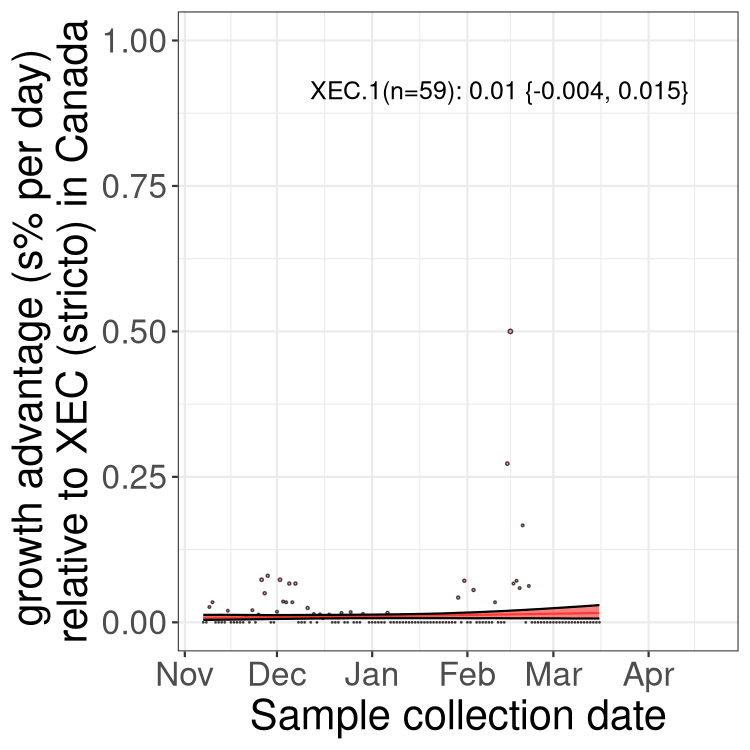 growth advantage (s% per day)
relative to XEC (stricto) in Canada
1.00
0.75
0.50
0.25
0.00
XEC.1(n=59): 0.01 {-0.004, 0.015}
Nov Dec Jan Feb Mar Apr
Sample collection date